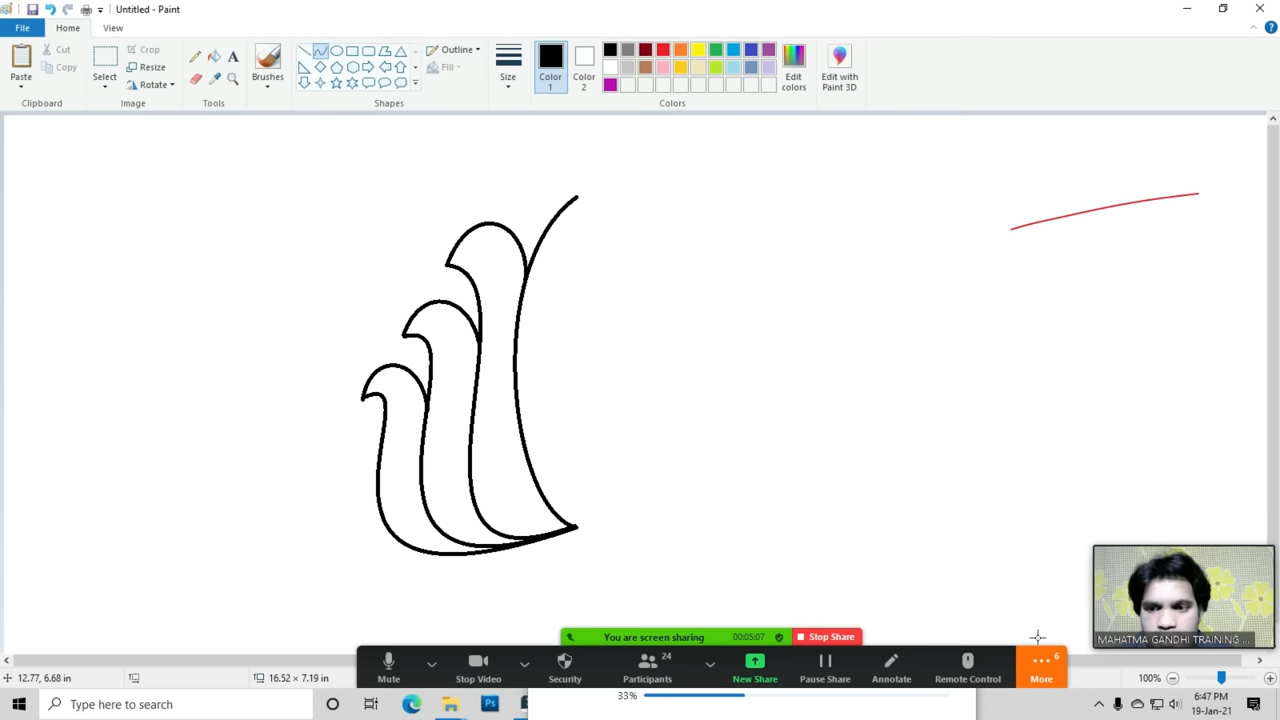 Untitled - Paint
File
Home
View
Paste
Cut
Copy
Clipboard
Select
Crop
Resize
Rotate
Image
A
Tools
Brushes
Outline
Fill
Shapes
Size
Color 1
Color 2
Edit colors
Colors
Edit with Paint 3D
You are screen sharing
00:05:07
Stop Share
MAHATMA GANDHI TRAINING ...
Mute
Stop Video
Security
Participants
24
New Share
Pause Share
Annotate
Remote Control
More
6
12.77, 6.68 in
16.52 × 7.19 in
100%
Type here to search
Ps
33%
6:47 PM
19-Jan-21